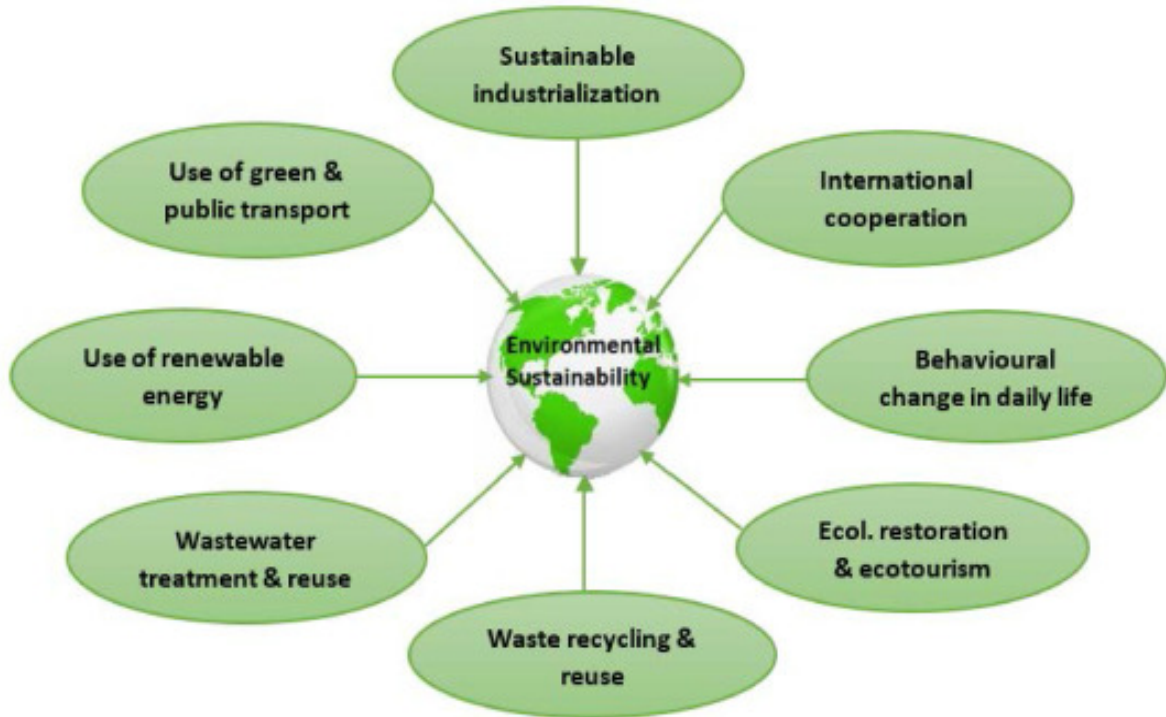 Sustainable
industrialization
Use of green &
public transport
International
cooperation
Environmental
Sustainability
Use of renewable
energy
Behavioural
change in daily life
Wastewater
treatment & reuse
Ecol. restoration
& ecotourism
Waste recycling &
reuse